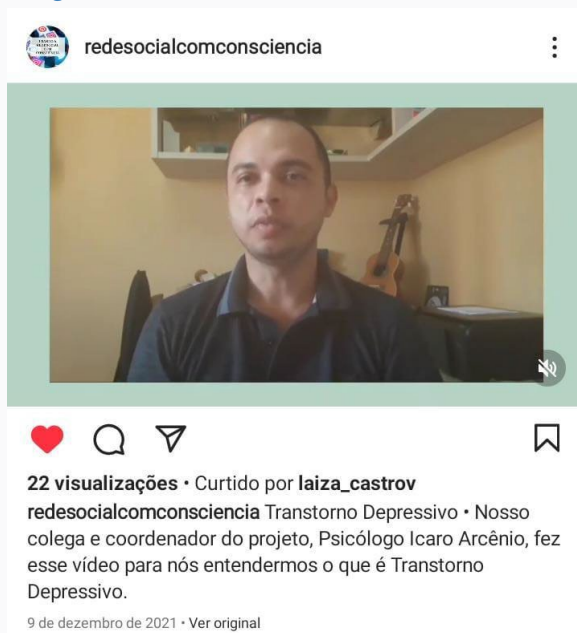 redesocialcomconsciencia
22 visualizações • Curtido por laiza_castrov
redesocialcomconsciencia Transtorno Depressivo • Nosso
colega e coordenador do projeto, Psicólogo Icaro Arcênio, fez
esse vídeo para nós entendermos o que é Transtorno
Depressivo.
9 de dezembro de 2021 • Ver original